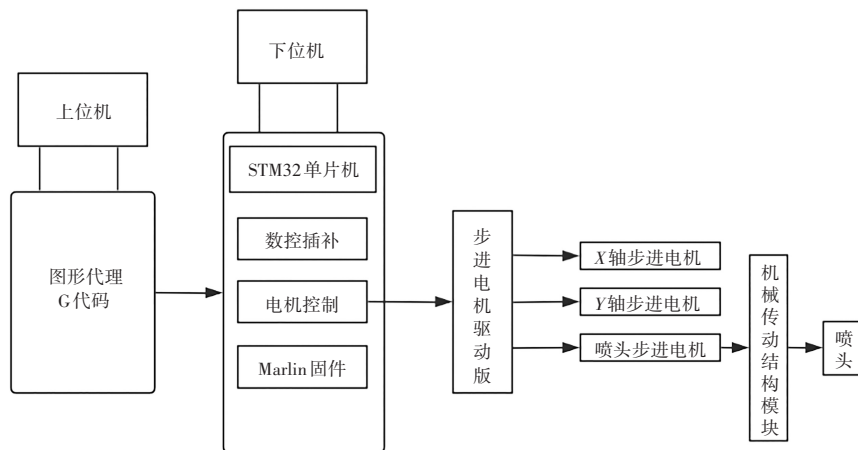 下位机
上位机
STM32单片机
数控插补
图形代理
G代码
电机控制
Marlin固件
步进电机驱动版
X轴步进电机
Y轴步进电机
喷头步进电机
机械传动结构模块
喷头